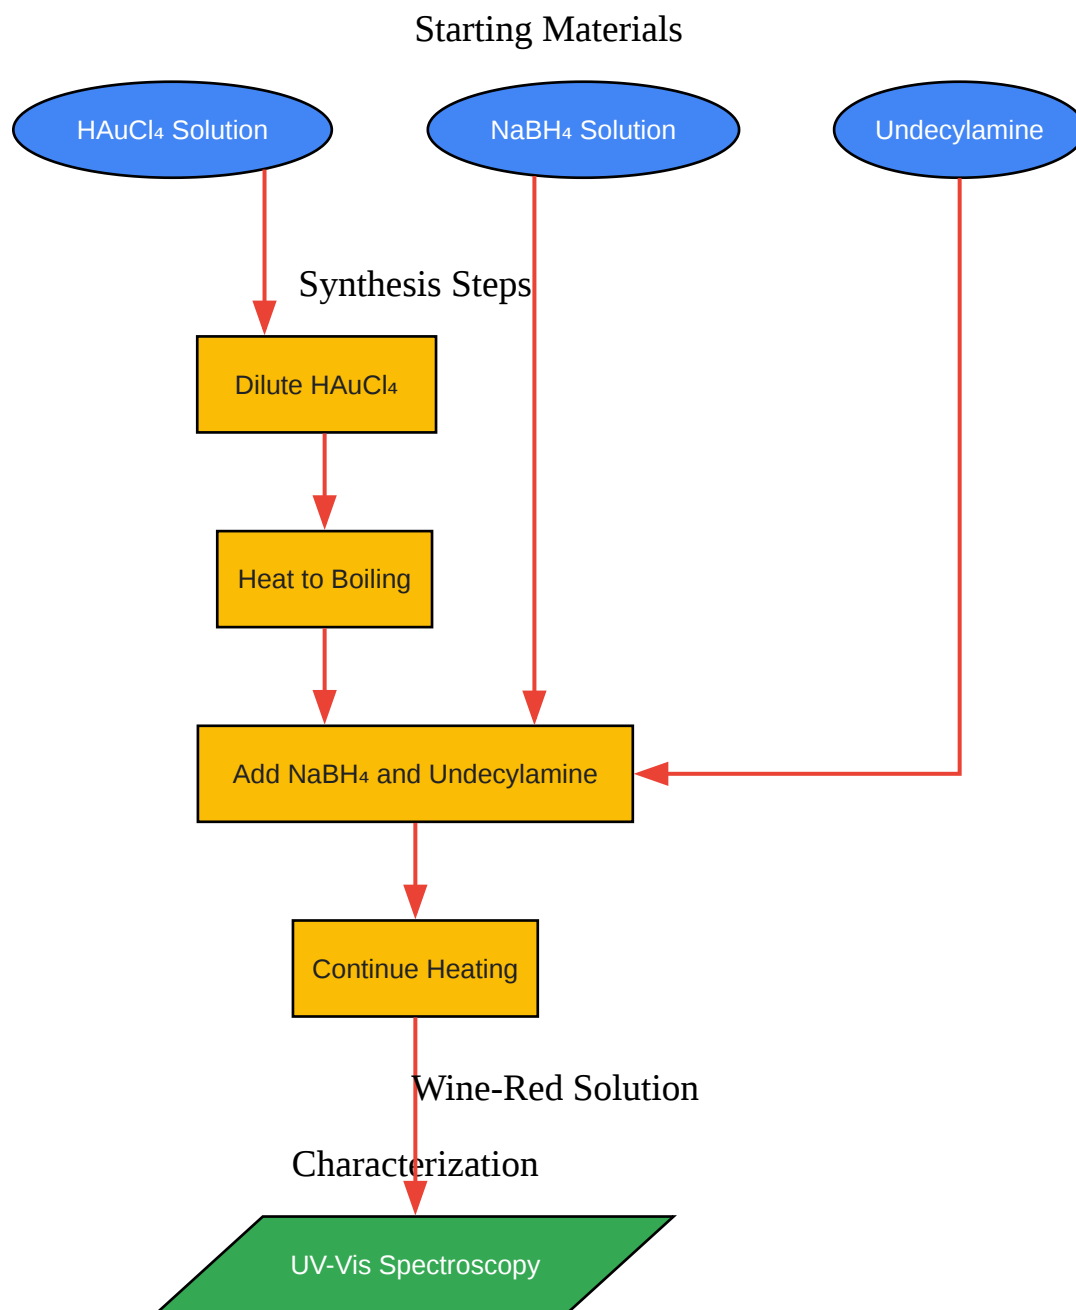 Starting Materials
HAuCl₄ Solution
NaBH₄ Solution
Undecylamine
Synthesis Steps
Dilute HAuCl₄
Heat to Boiling
Add NaBH₄ and Undecylamine
Continue Heating
Wine-Red Solution
Characterization
UV-Vis Spectroscopy